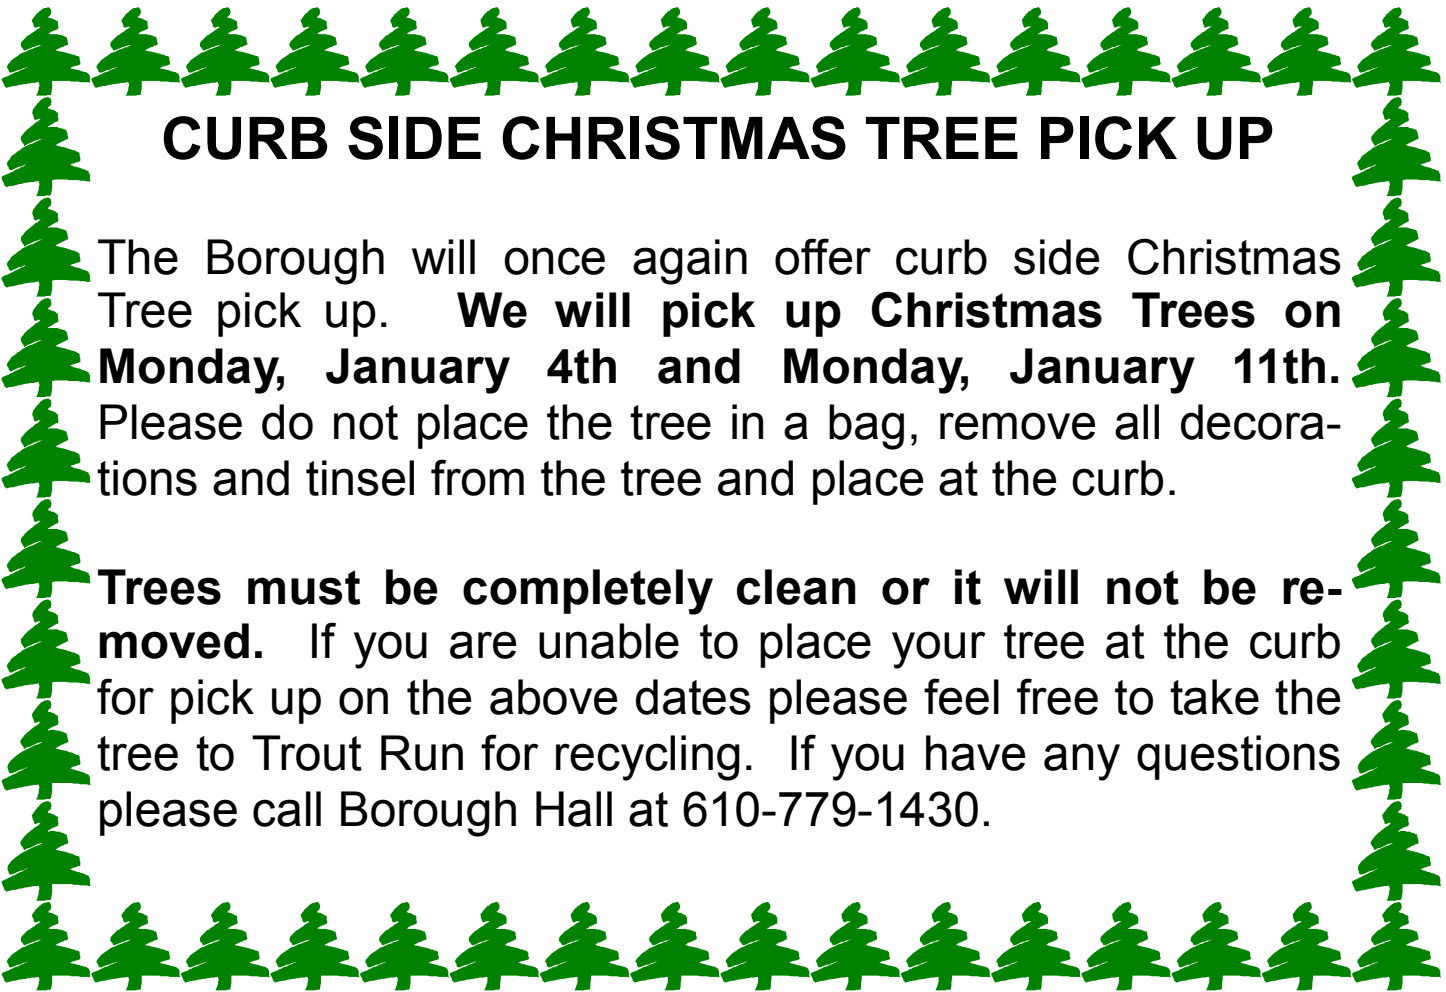 CURB SIDE CHRISTMAS TREE PICK UP
The Borough will once again offer curb side Christmas
Tree pick up. We will pick up Christmas Trees on
Monday, January 4th and Monday, January 11th.
Please do not place the tree in a bag, remove all decora-
tions and tinsel from the tree and place at the curb.
Trees must be completely clean or it will not be re-
moved. If you are unable to place your tree at the curb
for pick up on the above dates please feel free to take the
tree to Trout Run for recycling. If you have any questions
please call Borough Hall at 610-779-1430.